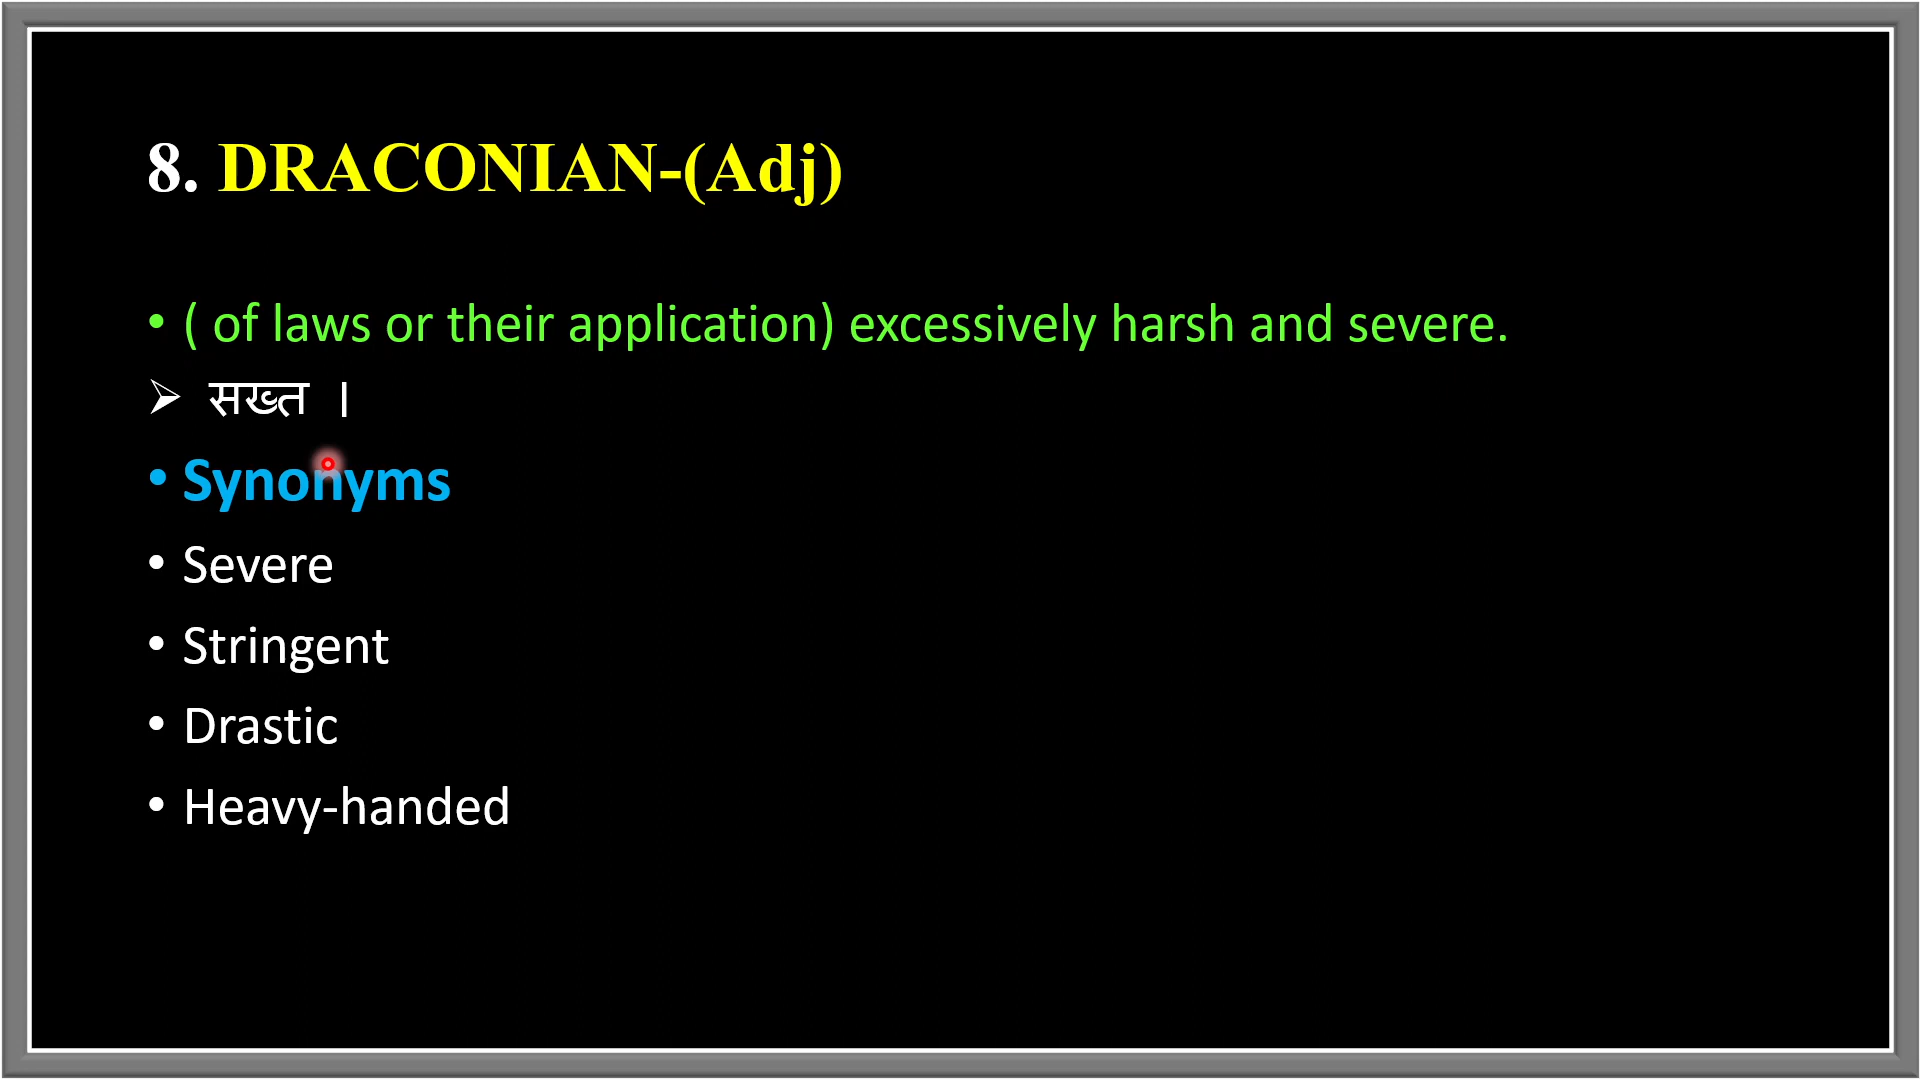 8. DRACONIAN-(Adj)
• ( of laws or their application) excessively harsh and severe.
➢ सख्त ।
• Synonyms
• Severe
• Stringent
• Drastic
• Heavy-handed